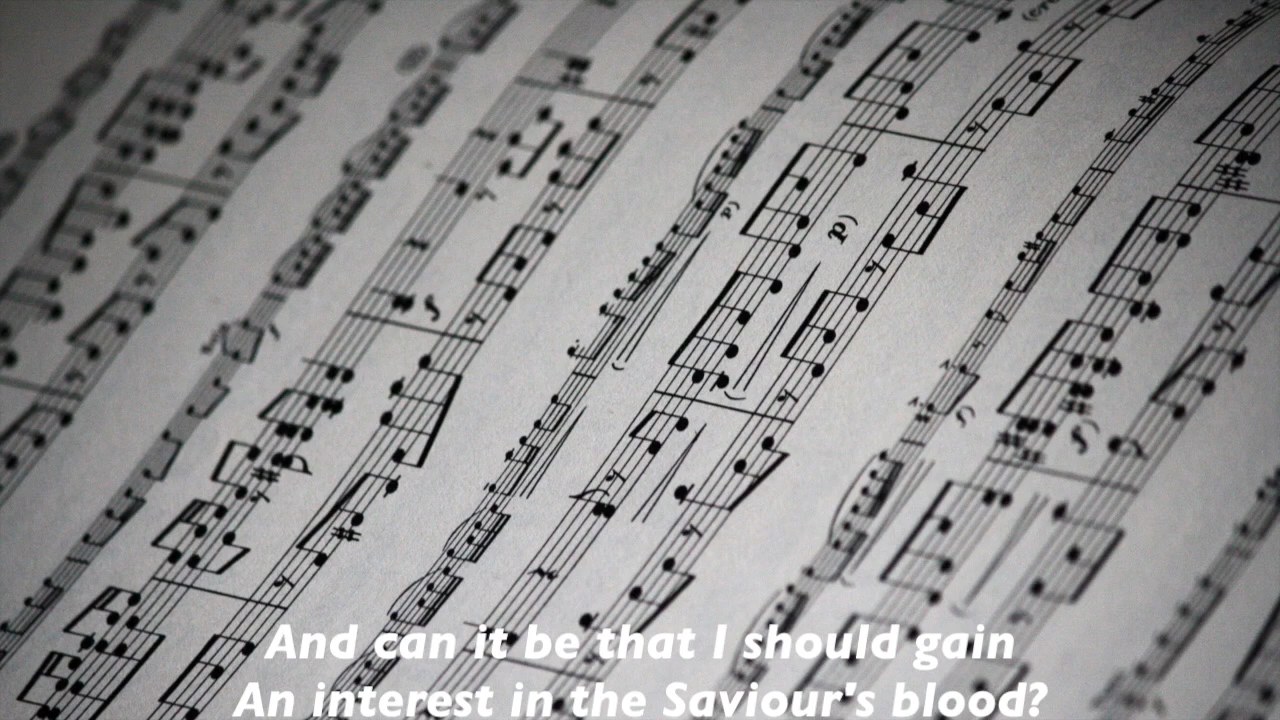 p)
p)
And can it be that I should gain
An interest in the Saviour's blood?